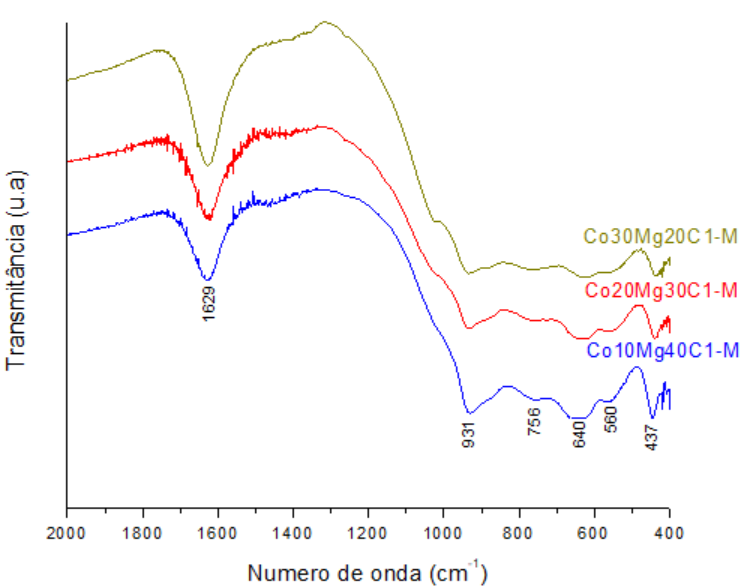 Transmitância (u.a)
Co30Mg20C1-M
Co20Mg30C1-M
1629
Co10Mg40C1-M
931
756
640
560
437
2000 1800 1600 1400 1200 1000 800 600 400
Numero de onda (cm⁻¹)